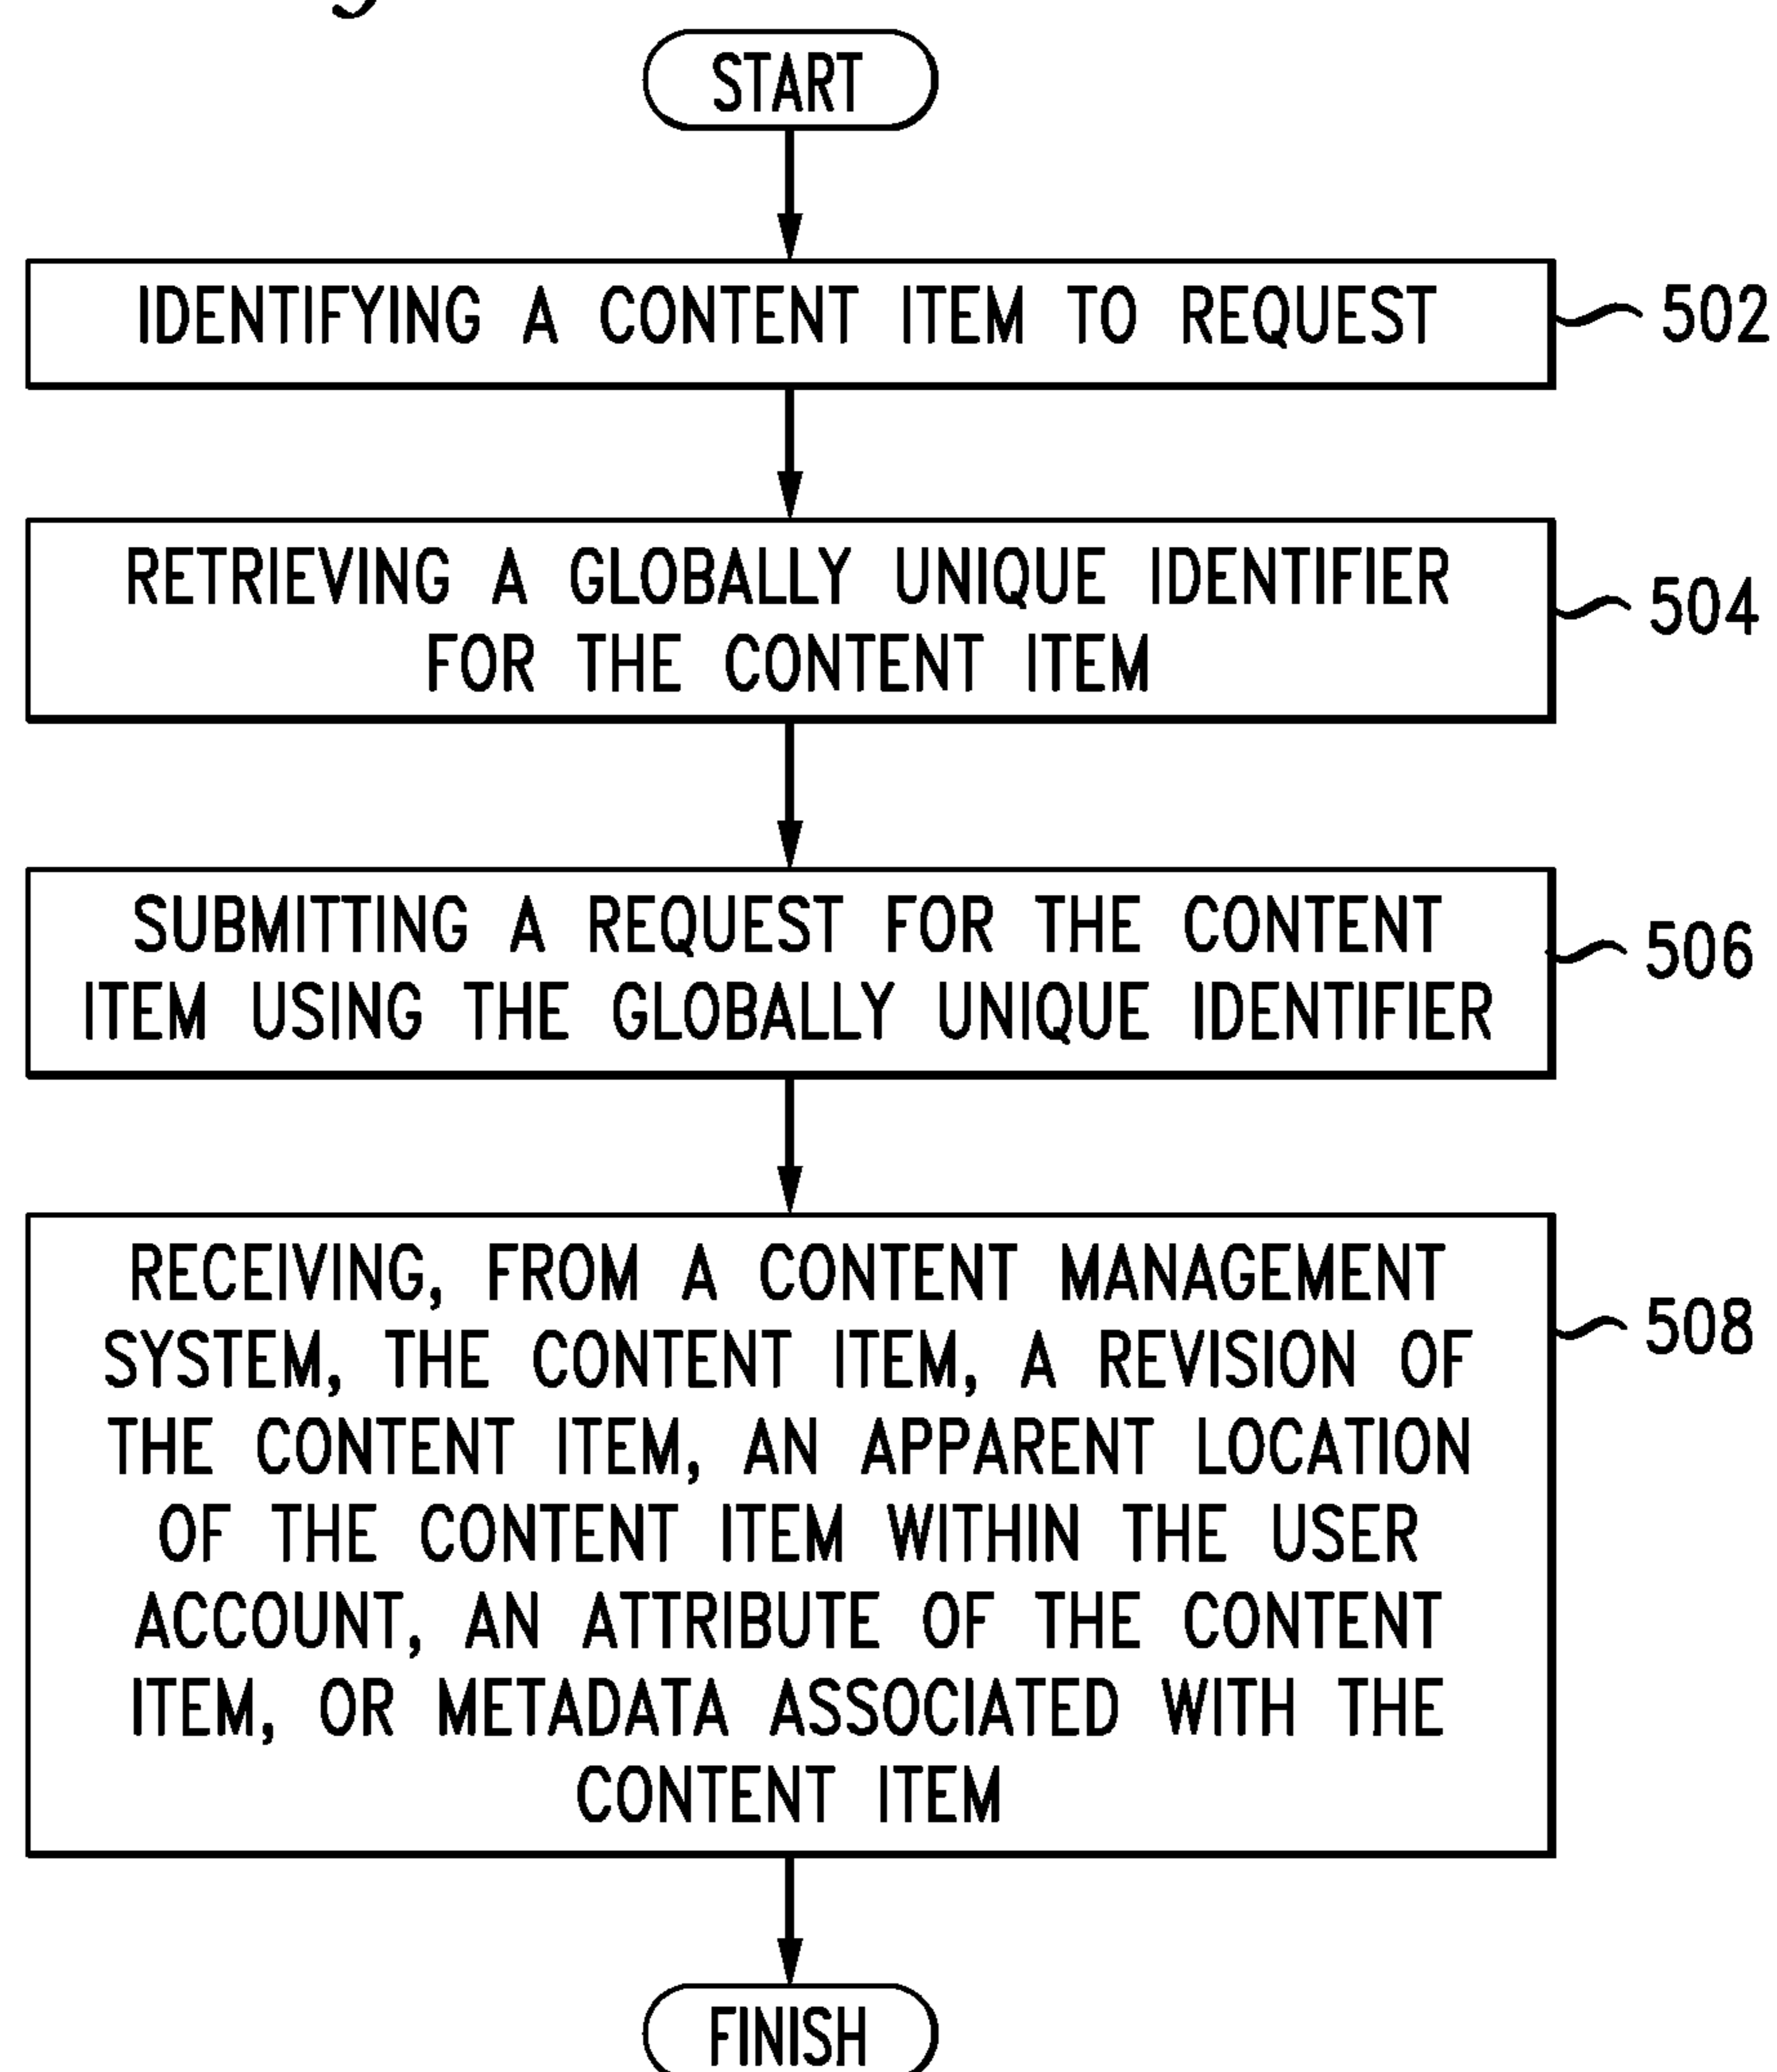 START
IDENTIFYING A CONTENT ITEM TO REQUEST
502
RETRIEVING A GLOBALLY UNIQUE IDENTIFIER
FOR THE CONTENT ITEM
504
SUBMITTING A REQUEST FOR THE CONTENT
ITEM USING THE GLOBALLY UNIQUE IDENTIFIER
506
RECEIVING, FROM A CONTENT MANAGEMENT
SYSTEM, THE CONTENT ITEM, A REVISION OF
THE CONTENT ITEM, AN APPARENT LOCATION
OF THE CONTENT ITEM WITHIN THE USER
ACCOUNT, AN ATTRIBUTE OF THE CONTENT
ITEM, OR METADATA ASSOCIATED WITH THE
CONTENT ITEM
508
FINISH